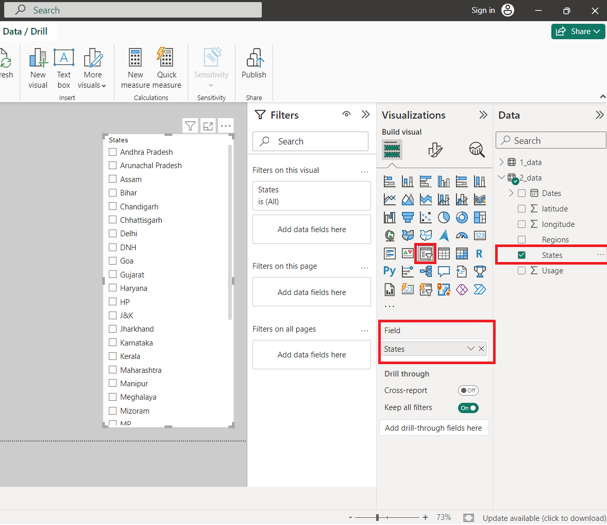 Search
Sign in
Data / Drill
Share
New visual
Text box
More visuals
New measure
Quick measure
Sensitivity
Publish
Insert
Calculations
Sensitivity
Share
States
Andhra Pradesh
Arunachal Pradesh
Assam
Bihar
Chandigarh
Chhattisgarh
Delhi
DNH
Goa
Gujarat
Haryana
HP
J&K
Jharkhand
Karnataka
Kerala
Maharashtra
Manipur
Meghalaya
Mizoram
MP
Filters
Search
Filters on this visual
States
is (All)
Add data fields here
Filters on this page
Add data fields here
Filters on all pages
Add data fields here
Visualizations
Build visual
R
Py
Field
States
Drill through
Cross-report
Off
Keep all filters
On
Add drill-through fields here
Data
Search
1_data
2_data
Dates
latitude
longitude
Regions
States
Usage
73%
Update available (click to download)